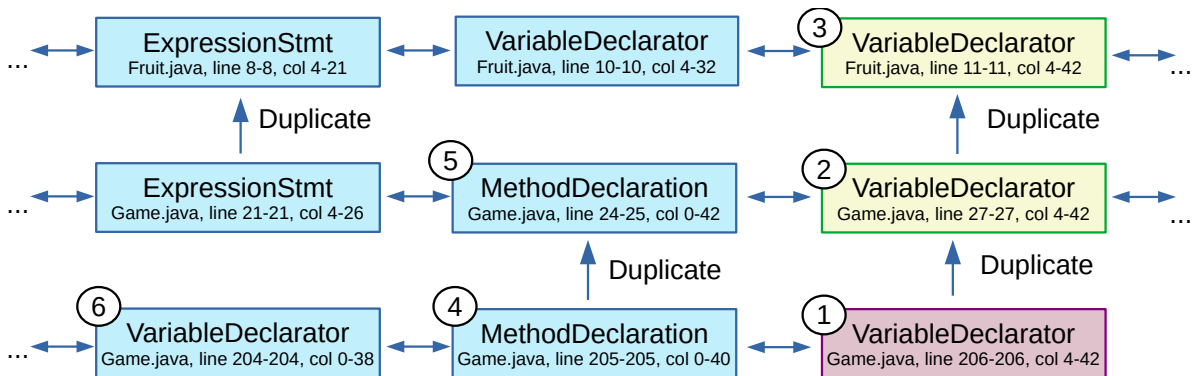 3
ExpressionStmt
Fruit.java, line 8-8, col 4-21
VariableDeclarator
Fruit.java, line 10-10, col 4-32
VariableDeclarator
Fruit.java, line 11-11, col 4-42
...
...
Duplicate
Duplicate
5
2
ExpressionStmt
Game.java, line 21-21, col 4-26
MethodDeclaration
Game.java, line 24-25, col 0-42
VariableDeclarator
Game.java, line 27-27, col 4-42
...
...
Duplicate
Duplicate
6
4
1
VariableDeclarator
Game.java, line 204-204, col 0-38
MethodDeclaration
Game.java, line 205-205, col 0-40
VariableDeclarator
Game.java, line 206-206, col 4-42
...